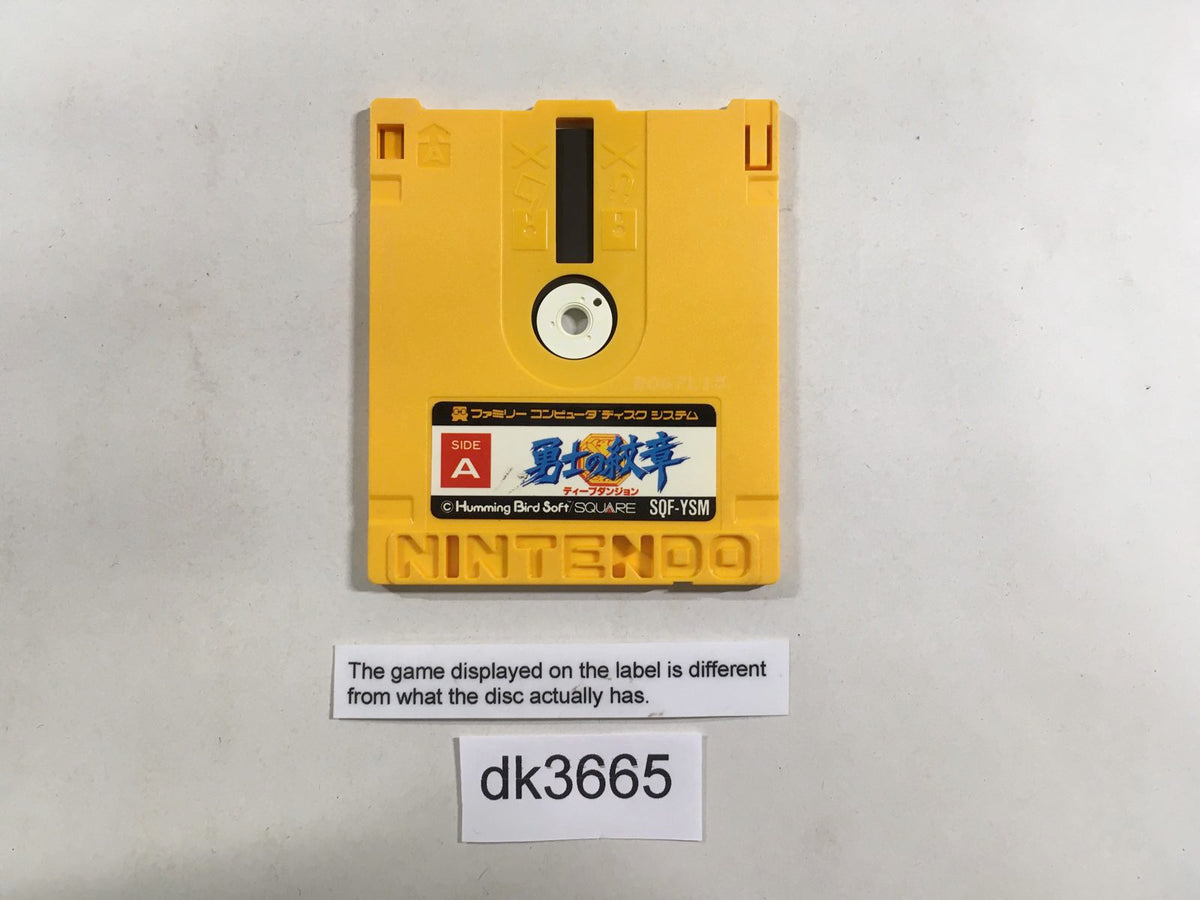 A
ファミリー コンピュータ ディスク システム
SIDE
A
勇士の紋章
ディープダンジョン
© Humming Bird Soft/SQUARE SQF-YSM
NINTENDO
The game displayed on the label is different
from what the disc actually has.
dk3665